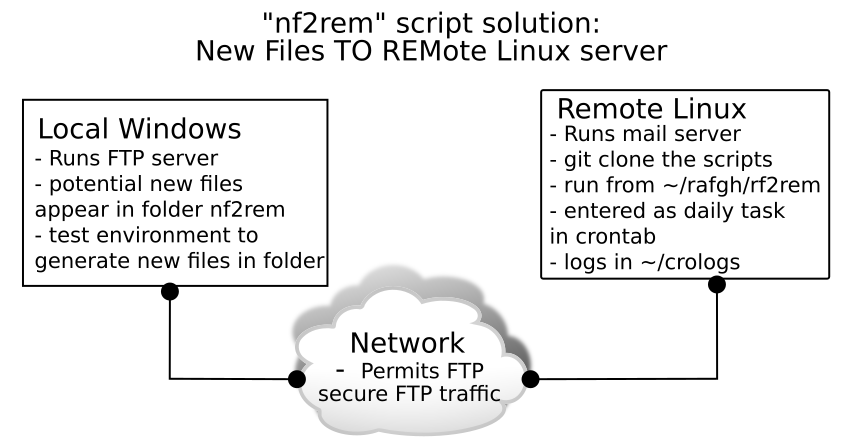 "nf2rem" script solution:
New Files TO REMote Linux server
Local Windows
- Runs FTP server
- potential new files
appear in folder nf2rem
- test environment to
generate new files in folder
Remote Linux
- Runs mail server
- git clone the scripts
- run from ~/rafgh/rf2rem
- entered as daily task
in crontab
- logs in ~/crologs
Network
- Permits FTP
secure FTP traffic